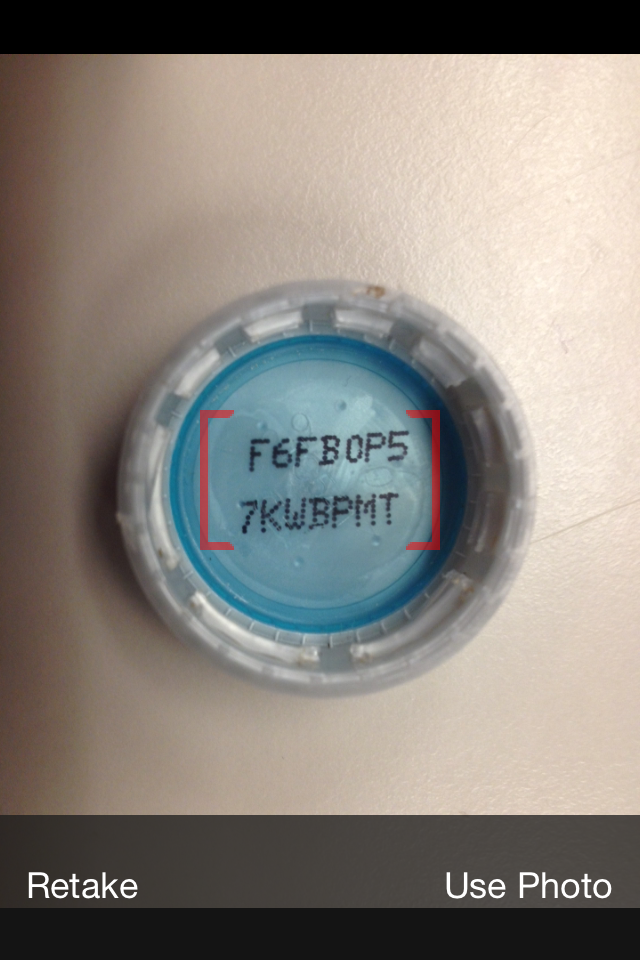 F6FB0P5
7KWBPMT
Retake
Use Photo